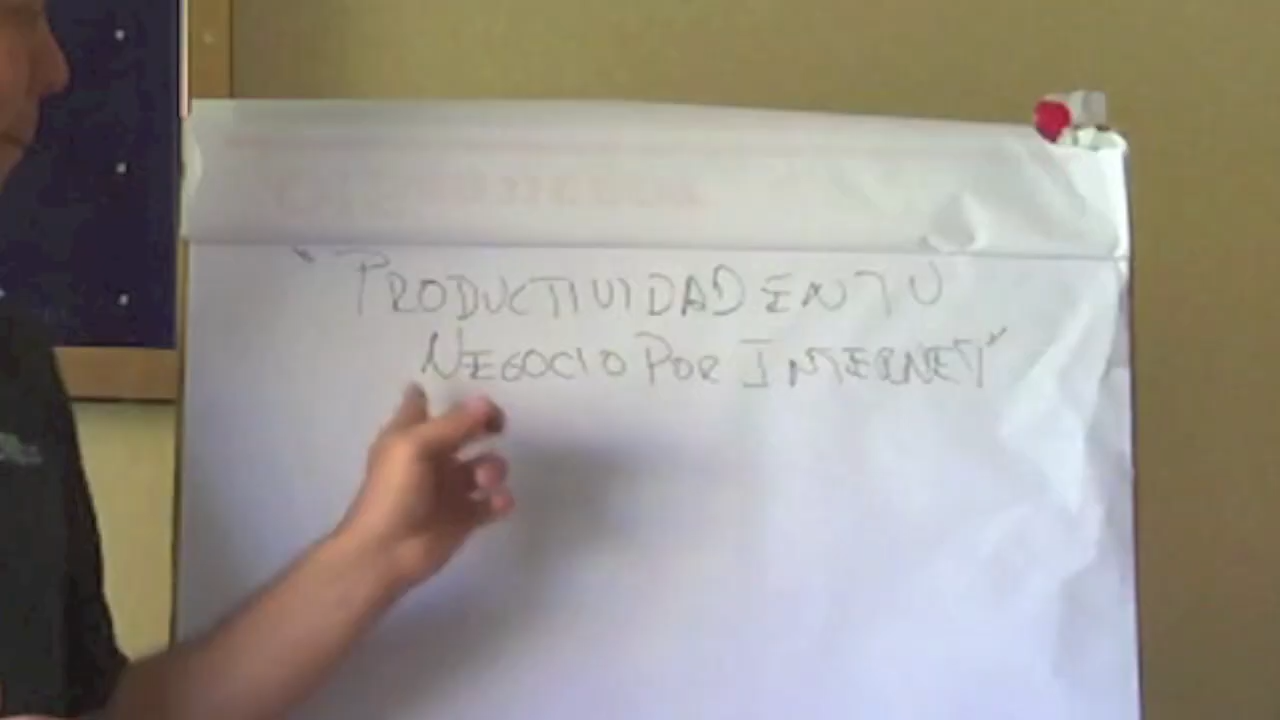 "PRODUCTIVIDAD EN TU
NEGOCIO POR INTERNET"